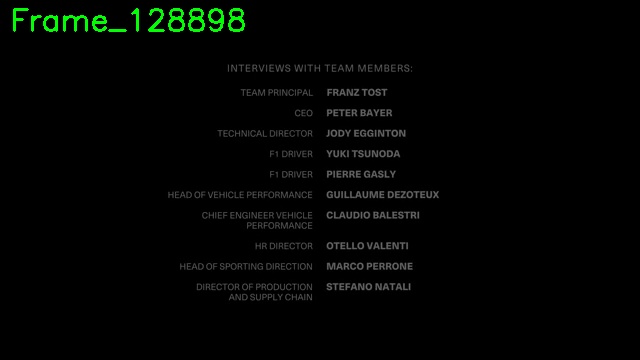 Frame_128898
INTERVIEWS WITH TEAM MEMBERS:
TEAM PRINCIPAL FRANZ TOST
CEO PETER BAYER
TECHNICAL DIRECTOR JODY EGGINTON
F1 DRIVER YUKI TSUNODA
F1 DRIVER PIERRE GASLY
HEAD OF VEHICLE PERFORMANCE GUILLAUME DEZOTEUX
CHIEF ENGINEER VEHICLE CLAUDIO BALESTRI
PERFORMANCE
HR DIRECTOR OTELLO VALENTI
HEAD OF SPORTING DIRECTION MARCO PERRONE
DIRECTOR OF PRODUCTION STEFANO NATALI
AND SUPPLY CHAIN